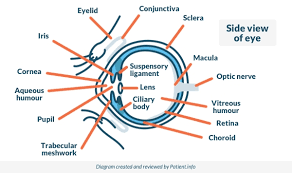 Eyelid
Conjunctiva
Sclera
Side view
of eye
Iris
Macula
Suspensory
ligament
Cornea
Optic nerve
Aqueous
humour
Lens
Ciliary
body
Vitreous
humour
Pupil
Retina
Trabecular
meshwork
Choroid
Diagram created and reviewed by Patient.info